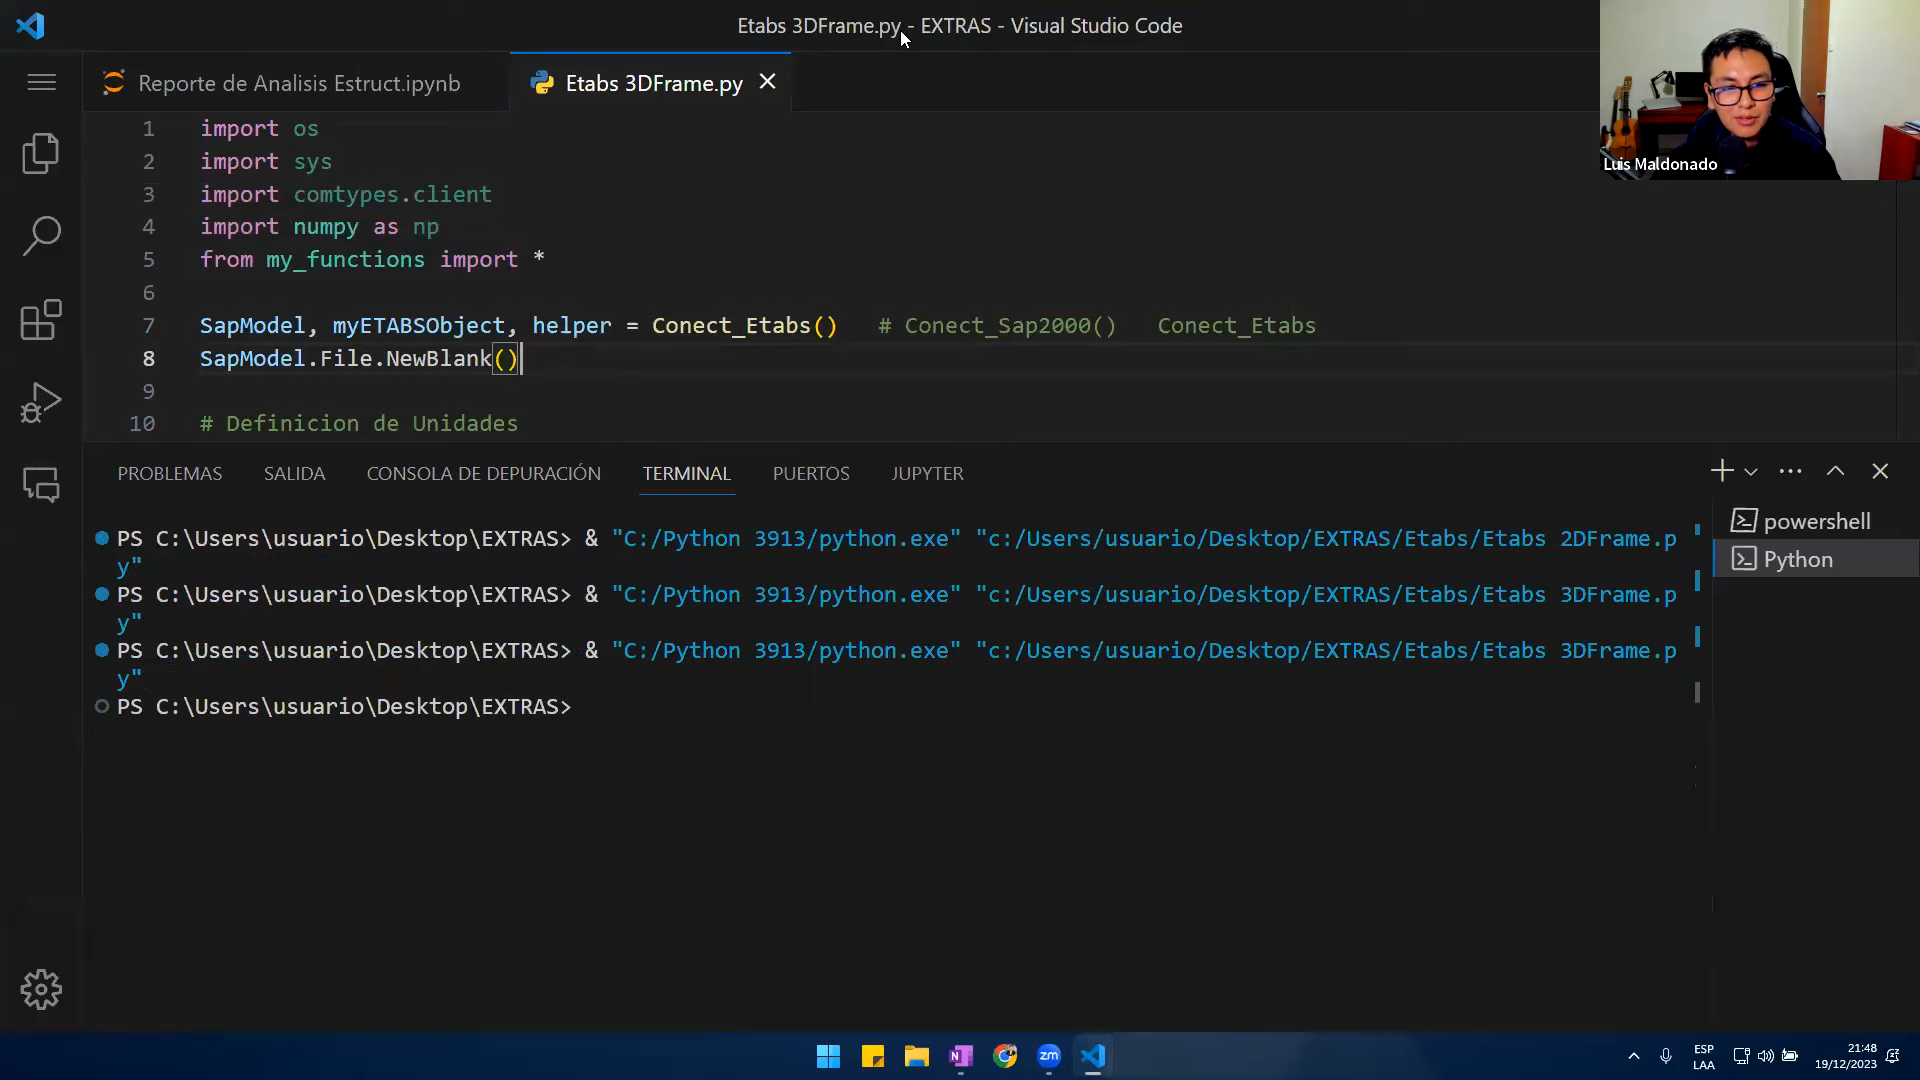 Etabs 3DFrame.py - EXTRAS - Visual Studio Code
Reporte de Analisis Estruct.ipynb
Etabs 3DFrame.py
Luis Maldonado
1 import os
2 import sys
3 import comtypes.client
4 import numpy as np
5 from my_functions import *
6
7 SapModel, myETABSObject, helper = Conect_Etabs() # Conect_Sap2000() Conect_Etabs
8 SapModel.File.NewBlank()
9
10 # Definicion de Unidades
PROBLEMAS SALIDA CONSOLA DE DEPURACIÓN TERMINAL PUERTOS JUPYTER
PS C:\Users\usuario\Desktop\EXTRAS> & "C:/Python 3913/python.exe" "c:/Users/usuario/Desktop/EXTRAS/Etabs/Etabs 2DFrame.p
y"
PS C:\Users\usuario\Desktop\EXTRAS> & "C:/Python 3913/python.exe" "c:/Users/usuario/Desktop/EXTRAS/Etabs/Etabs 3DFrame.p
y"
PS C:\Users\usuario\Desktop\EXTRAS> & "C:/Python 3913/python.exe" "c:/Users/usuario/Desktop/EXTRAS/Etabs/Etabs 3DFrame.p
y"
PS C:\Users\usuario\Desktop\EXTRAS>
powershell
Python
zm
ESP
LAA
21:48
19/12/2023